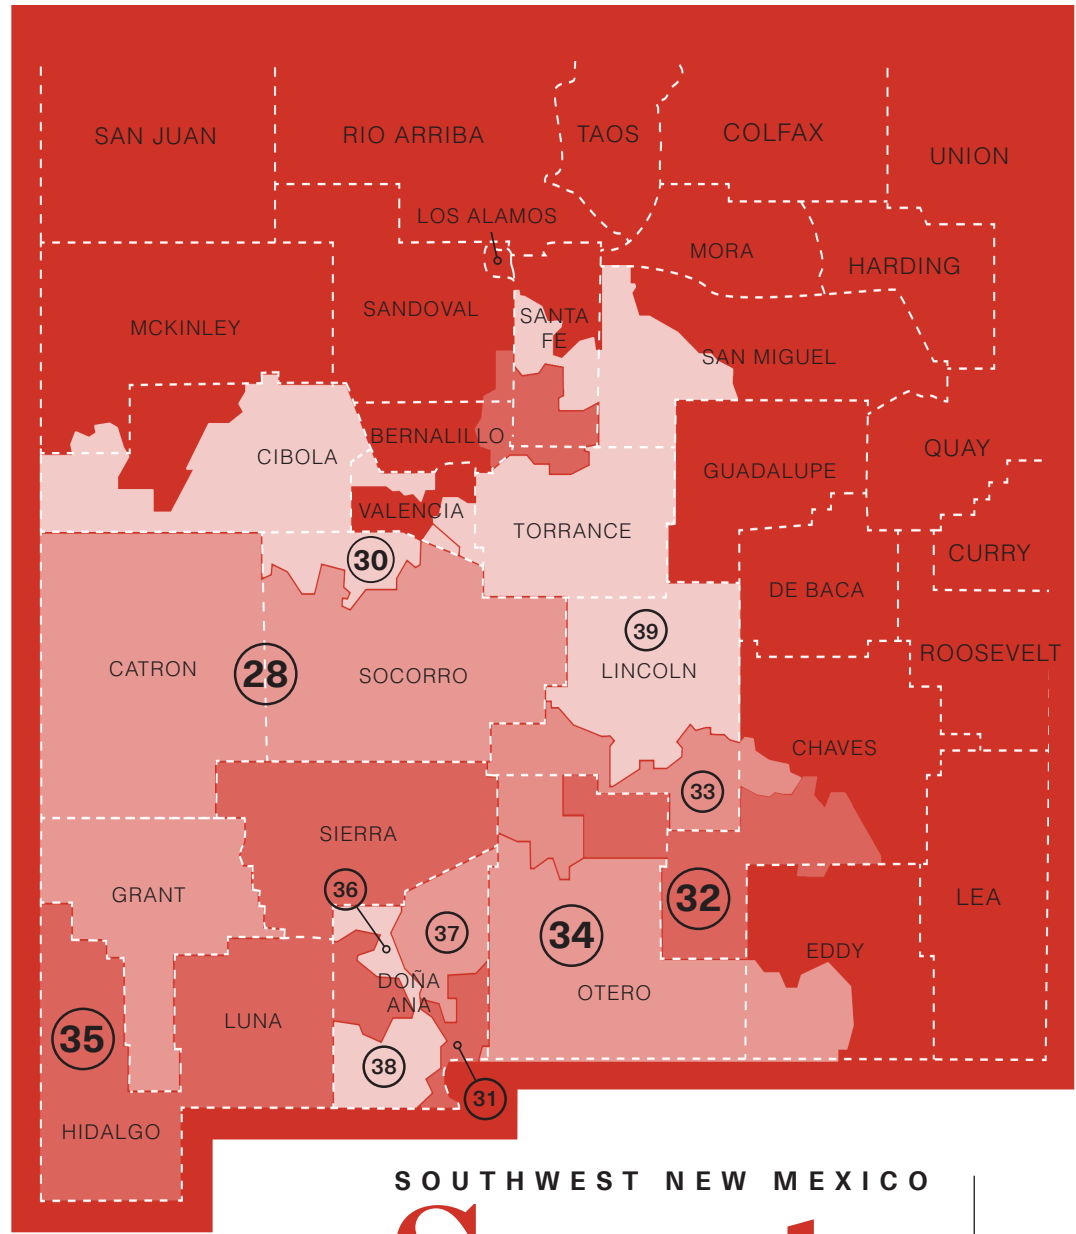 SAN JUAN
RIO ARRIBA
TAOS
COLFAX
UNION
LOS ALAMOS
MORA
HARDING
MCKINLEY
SANDOVAL
SANTA
FE
SAN MIGUEL
BERNALILLO
CIBOLA
GUADALUPE
QUAY
VALENCIA
TORRANCE
30
CURRY
DE BACA
39
CATRON
28
SOCORRO
LINCOLN
ROOSEVELT
CHAVES
33
SIERRA
36
GRANT
32
LEA
37
34
EDDY
DOÑA
ANA
OTERO
LUNA
35
38
31
HIDALGO
SOUTHWEST NEW MEXICO